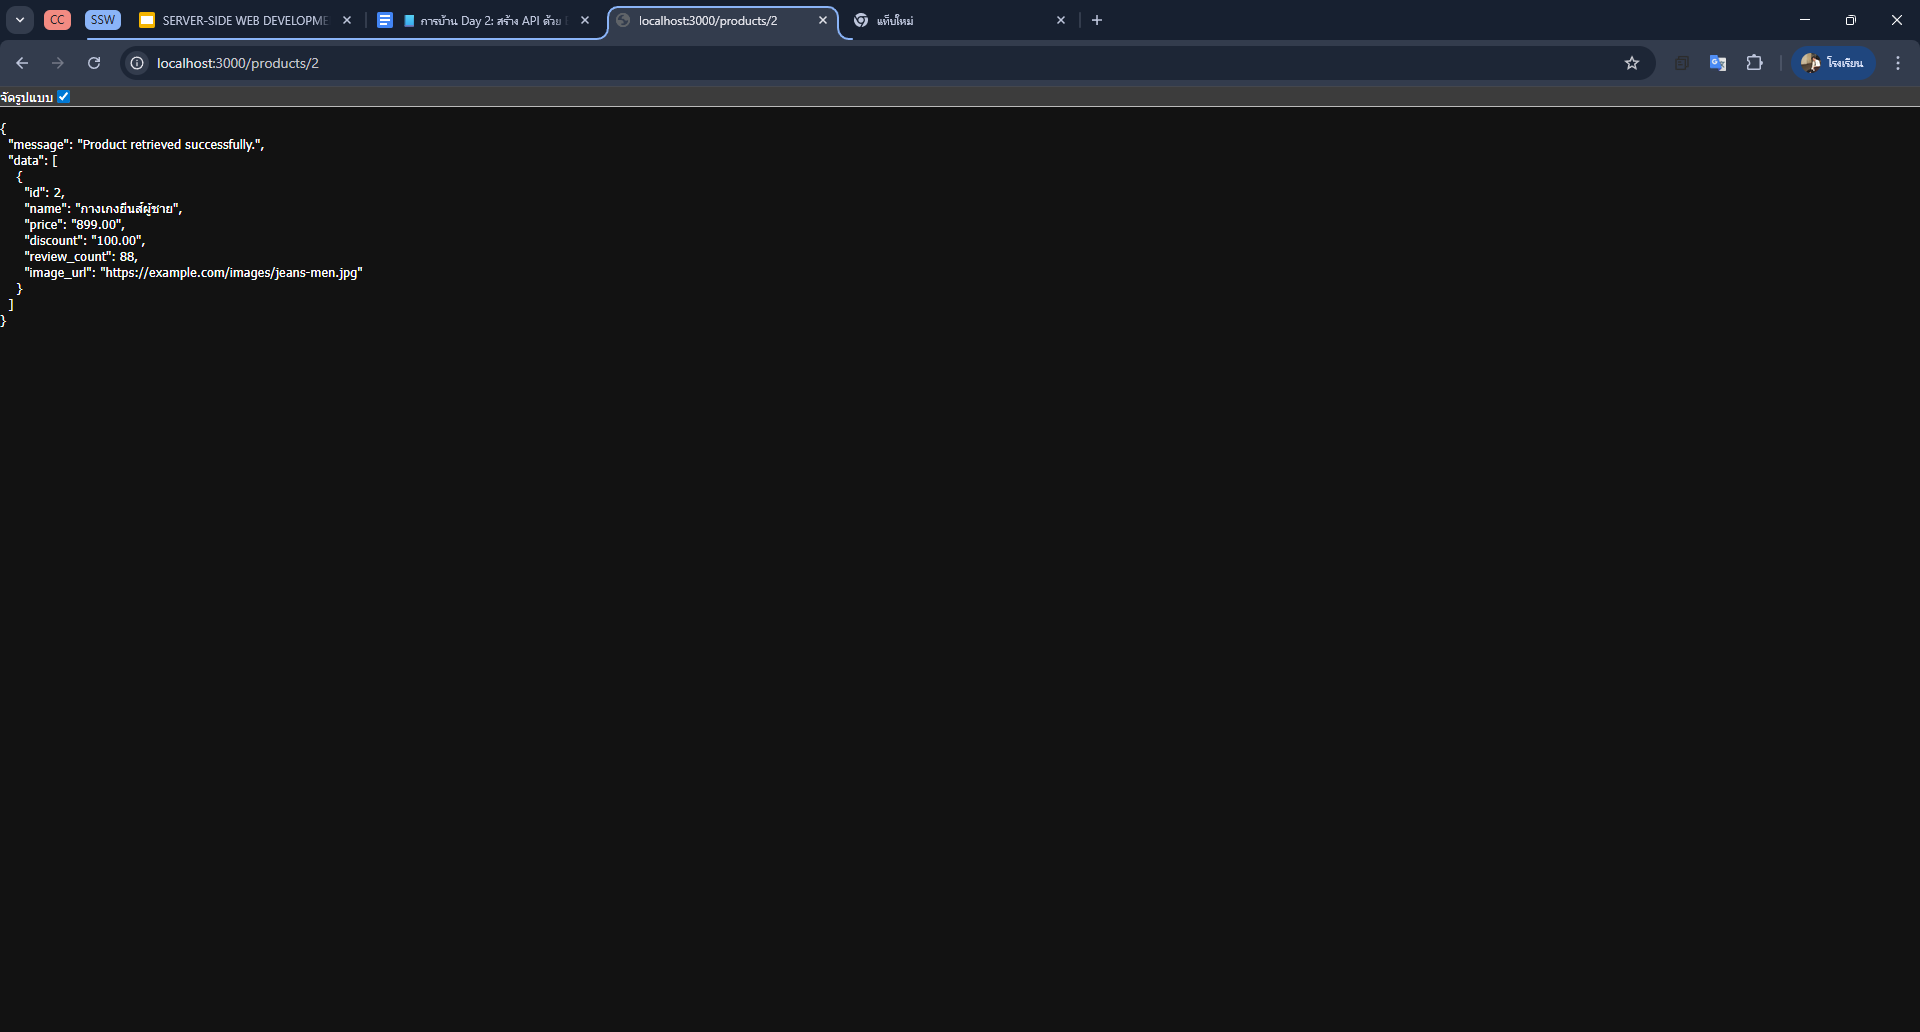 CC
SSW
SERVER-SIDE WEB DEVELOPME
การบ้าน Day 2: สร้าง API ด้วย
localhost:3000/products/2
แท็บใหม่
localhost:3000/products/2
โรงเรียน
จัดรูปแบบ
{
"message": "Product retrieved successfully.",
"data": [
{
"id": 2,
"name": "กางเกงยีนส์ผู้ชาย",
"price": "899.00",
"discount": "100.00",
"review_count": 88,
"image_url": "https://example.com/images/jeans-men.jpg"
}
]
}